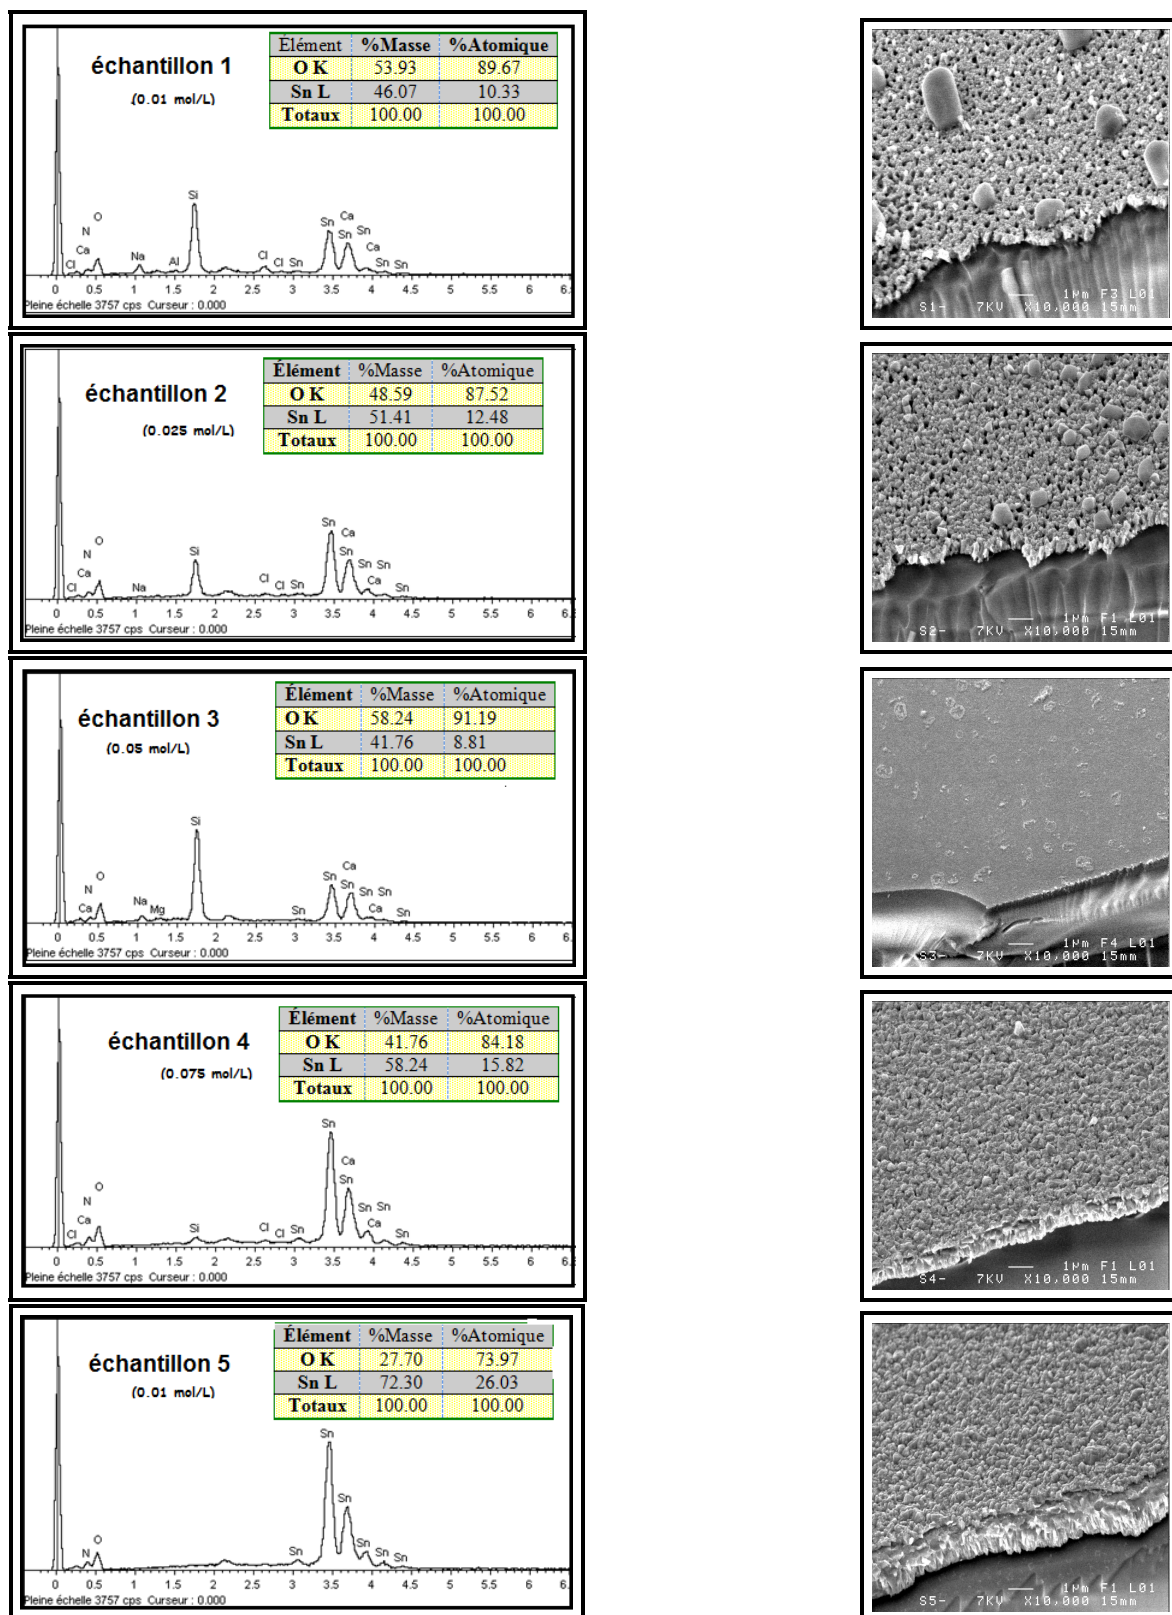 échantillon 1
(0.01 mol/L)
Élément %Masse %Atomique
O K 53.93 89.67
Sn L 46.07 10.33
Totaux 100.00 100.00
Si
O
N
Ca
Cl
Na
Al
Cl
Cl
Sn
Sn
Ca
Sn
Sn
Ca
Sn
Sn
0 0.5 1 1.5 2 2.5 3 3.5 4 4.5 5 5.5 6 6.
Pleine échelle 3757 cps Curseur : 0.000
S1- 7KV X10,000 15mm
1µm F3 L01
échantillon 2
(0.025 mol/L)
Élément %Masse %Atomique
O K 48.59 87.52
Sn L 51.41 12.48
Totaux 100.00 100.00
O
N
Ca
Cl
Na
Si
Cl
Cl
Sn
Sn
Ca
Sn
Sn
Sn
Ca
Sn
0 0.5 1 1.5 2 2.5 3 3.5 4 4.5 5 5.5 6 6.
Pleine échelle 3757 cps Curseur : 0.000
S2- 7KV X10,000 15mm
1µm F1 L01
échantillon 3
(0.05 mol/L)
Élément %Masse %Atomique
O K 58.24 91.19
Sn L 41.76 8.81
Totaux 100.00 100.00
O
N
Ca
Na
Mg
Si
Sn
Sn
Ca
Sn
Sn
Sn
Ca
Sn
0 0.5 1 1.5 2 2.5 3 3.5 4 4.5 5 5.5 6 6.
Pleine échelle 3757 cps Curseur : 0.000
S3- 7KV X10,000 15mm
1µm F4 L01
échantillon 4
(0.075 mol/L)
Élément %Masse %Atomique
O K 41.76 84.18
Sn L 58.24 15.82
Totaux 100.00 100.00
O
N
Ca
Cl
Si
Cl
Cl
Sn
Sn
Ca
Sn
Sn
Sn
Ca
Sn
0 0.5 1 1.5 2 2.5 3 3.5 4 4.5 5 5.5 6 6.5
Pleine échelle 3757 cps Curseur : 0.000
S4- 7KV X10,000 15mm
1µm F1 L01
échantillon 5
(0.01 mol/L)
Élément %Masse %Atomique
O K 27.70 73.97
Sn L 72.30 26.03
Totaux 100.00 100.00
O
N
Sn
Sn
Sn
Sn
Sn
Sn
0 0.5 1 1.5 2 2.5 3 3.5 4 4.5 5 5.5 6 6.
Pleine échelle 3757 cps Curseur : 0.000
S5- 7KV X10,000 15mm
1µm F1 L01